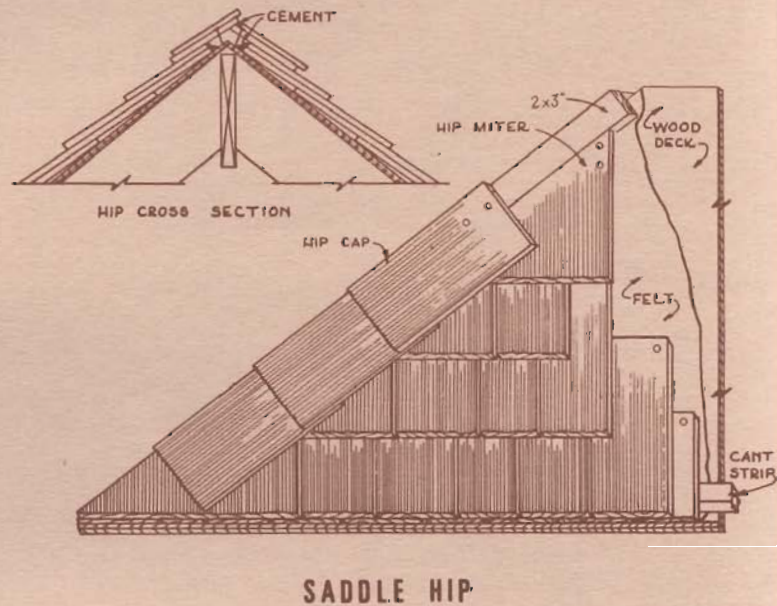 CEMENT
2x3"
HIP MITER
WOOD
DECK
HIP CROSS SECTION
HIP CAP
FELT
CANT
STRIP
SADDLE HIP